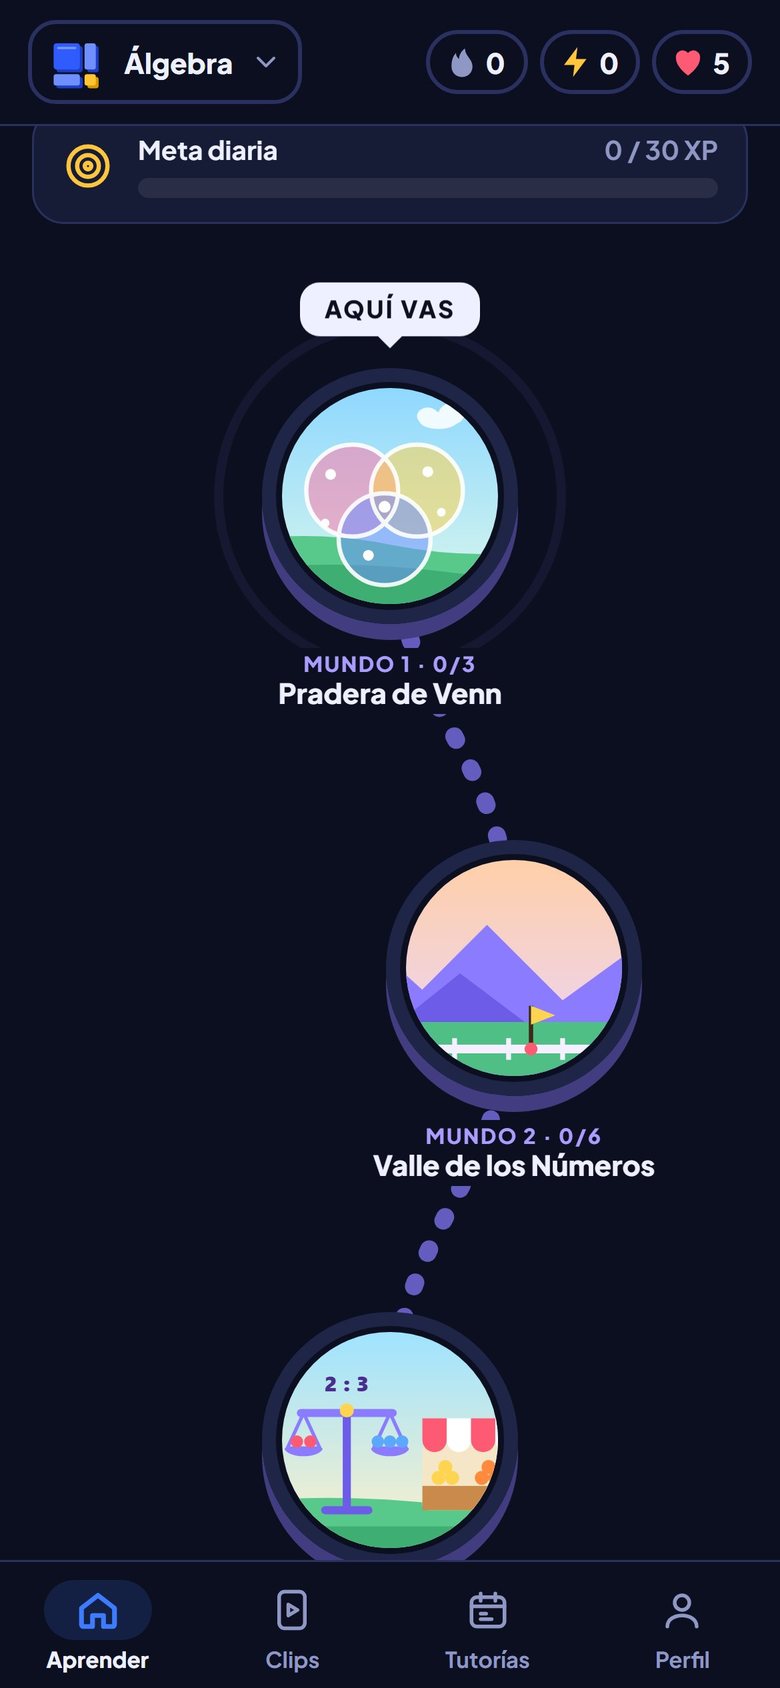 Álgebra
0
0
5
Meta diaria
0 / 30 XP
AQUÍ VAS
MUNDO 1 · 0/3
Pradera de Venn
MUNDO 2 · 0/6
Valle de los Números
2 : 3
Aprender
Clips
Tutorías
Perfil